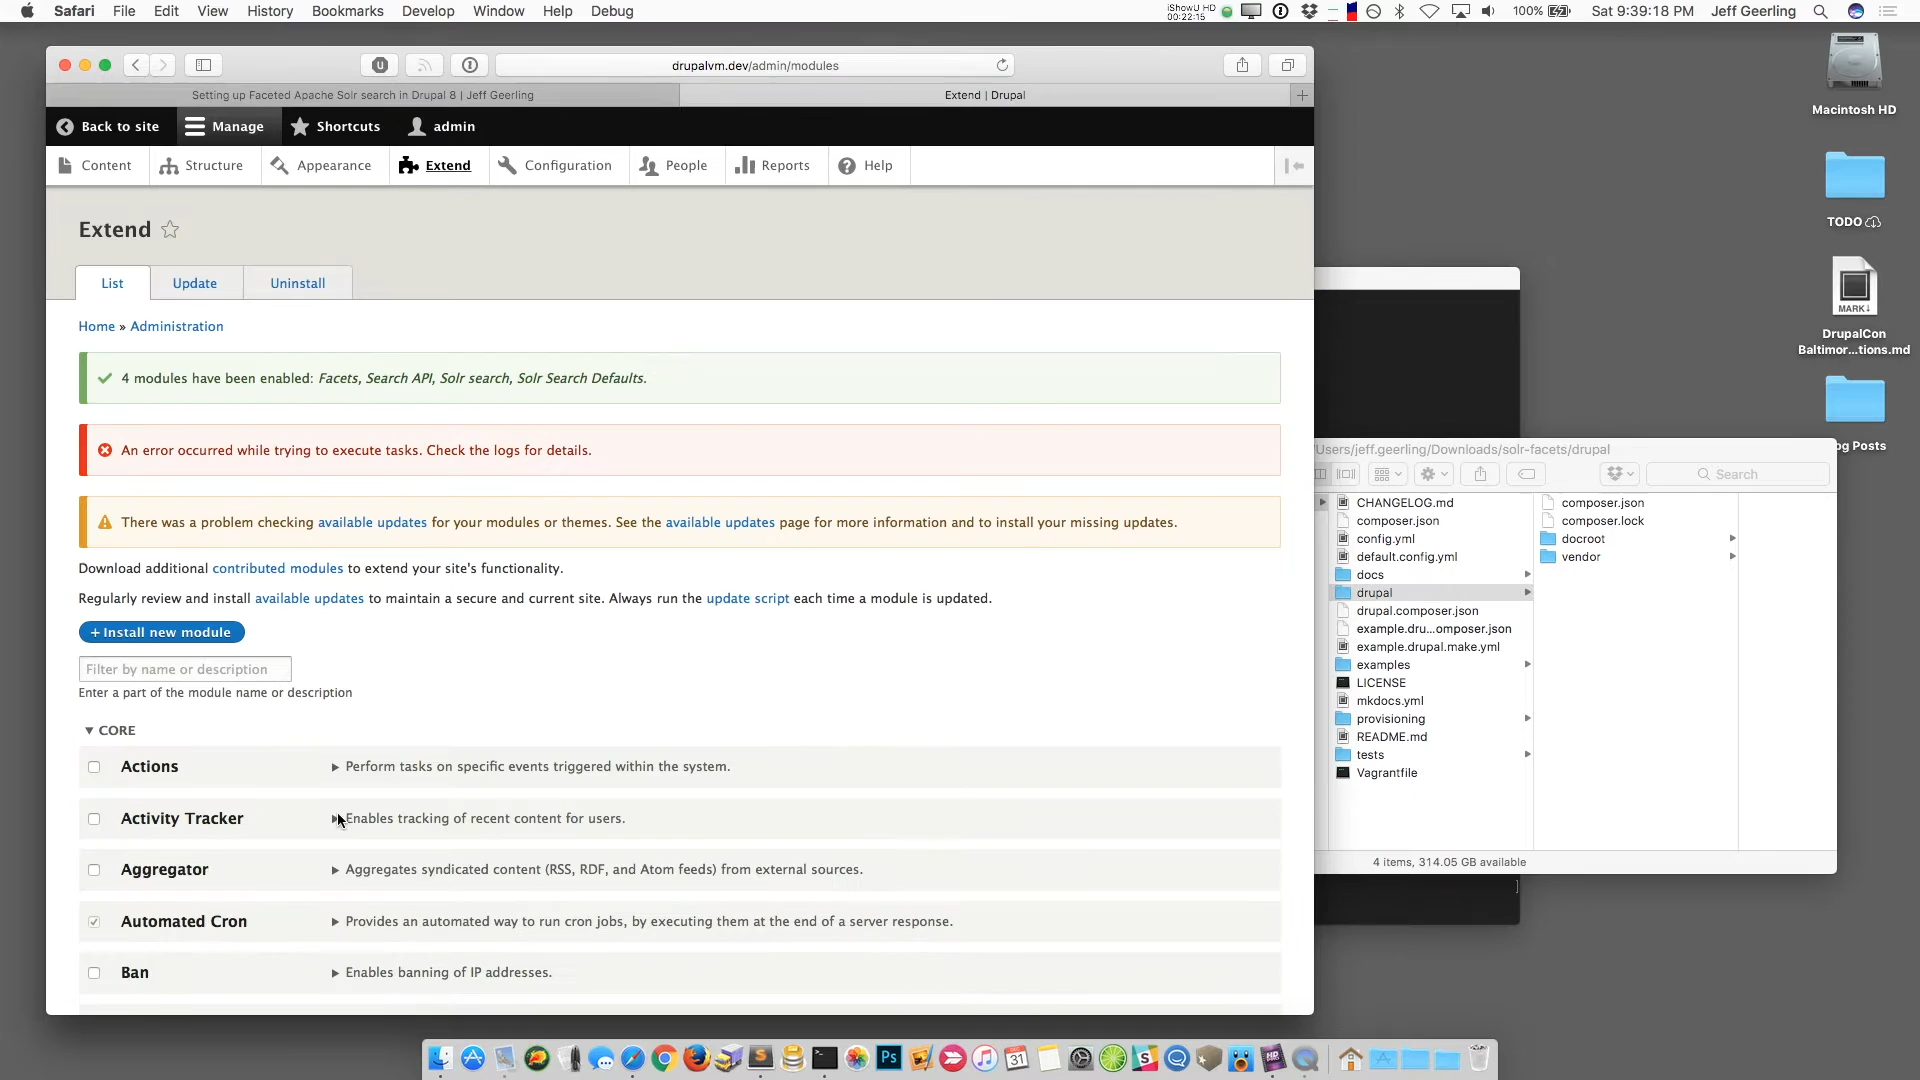 Safari File Edit View History Bookmarks Develop Window Help Debug
iShowU HD
00:22:15
100% Sat 9:39:18 PM Jeff Geerling
drupalvm.dev/admin/modules
Setting up Faceted Apache Solr search in Drupal 8 | Jeff Geerling
Extend | Drupal
Back to site Manage Shortcuts admin
Content Structure Appearance Extend Configuration People Reports Help
Extend
List Update Uninstall
Home » Administration
4 modules have been enabled: Facets, Search API, Solr search, Solr Search Defaults.
An error occurred while trying to execute tasks. Check the logs for details.
There was a problem checking available updates for your modules or themes. See the available updates page for more information and to install your missing updates.
Download additional contributed modules to extend your site's functionality.
Regularly review and install available updates to maintain a secure and current site. Always run the update script each time a module is updated.
+ Install new module
Filter by name or description
Enter a part of the module name or description
▼ CORE
Actions
Perform tasks on specific events triggered within the system.
Activity Tracker
Enables tracking of recent content for users.
Aggregator
Aggregates syndicated content (RSS, RDF, and Atom feeds) from external sources.
Automated Cron
Provides an automated way to run cron jobs, by executing them at the end of a server response.
Ban
Enables banning of IP addresses.
Users/jeff.geerling/Downloads/solr-facets/drupal
Search
CHANGELOG.md
composer.json
config.yml
default.config.yml
docs
drupal
drupal.composer.json
example.dru...omposer.json
example.drupal.make.yml
examples
LICENSE
mkdocs.yml
provisioning
README.md
tests
Vagrantfile
composer.json
composer.lock
docroot
vendor
4 items, 314.05 GB available
Macintosh HD
TODO
MARK↓
DrupalCon
Baltimor...tions.md
og Posts
Ps
31